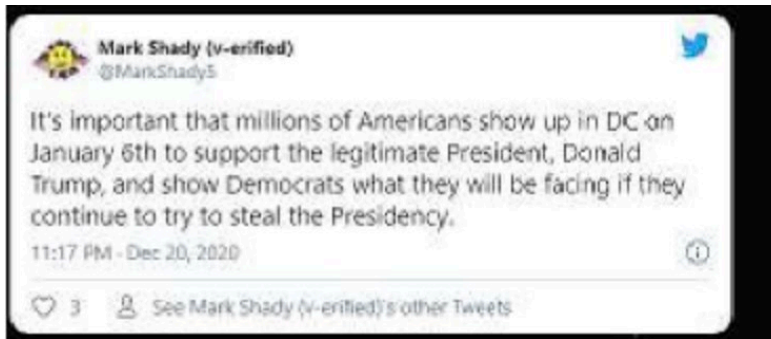 Mark Shady (v-erified)
@MarkShady5
It's important that millions of Americans show up in DC on
January 6th to support the legitimate President, Donald
Trump, and show Democrats what they will be facing if they
continue to try to steal the Presidency.
11:17 PM - Dec 20, 2020
3
See Mark Shady (v-erified)'s other Tweets